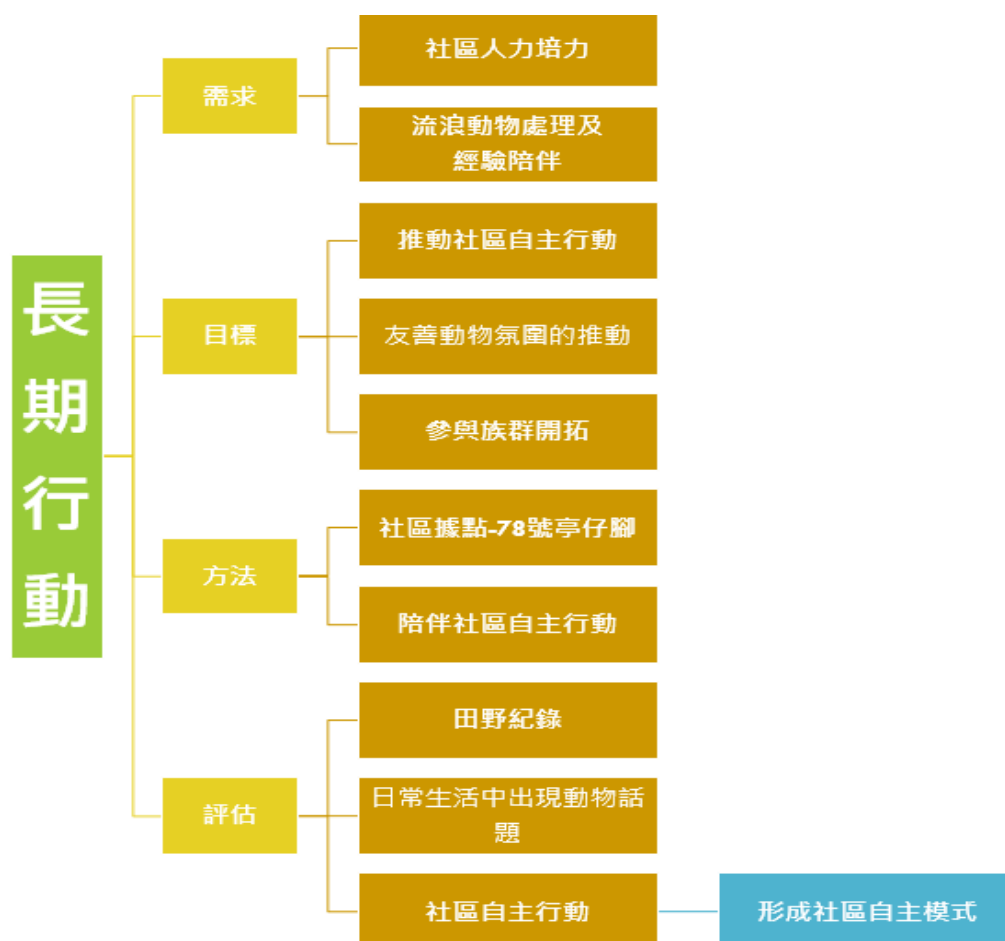 長期行動
需求
社區人力培力
流浪動物處理及
經驗陪伴
目標
推動社區自主行動
友善動物氛圍的推動
參與族群開拓
方法
社區據點-78號亭仔腳
陪伴社區自主行動
評估
田野紀錄
日常生活中出現動物話
題
社區自主行動
形成社區自主模式